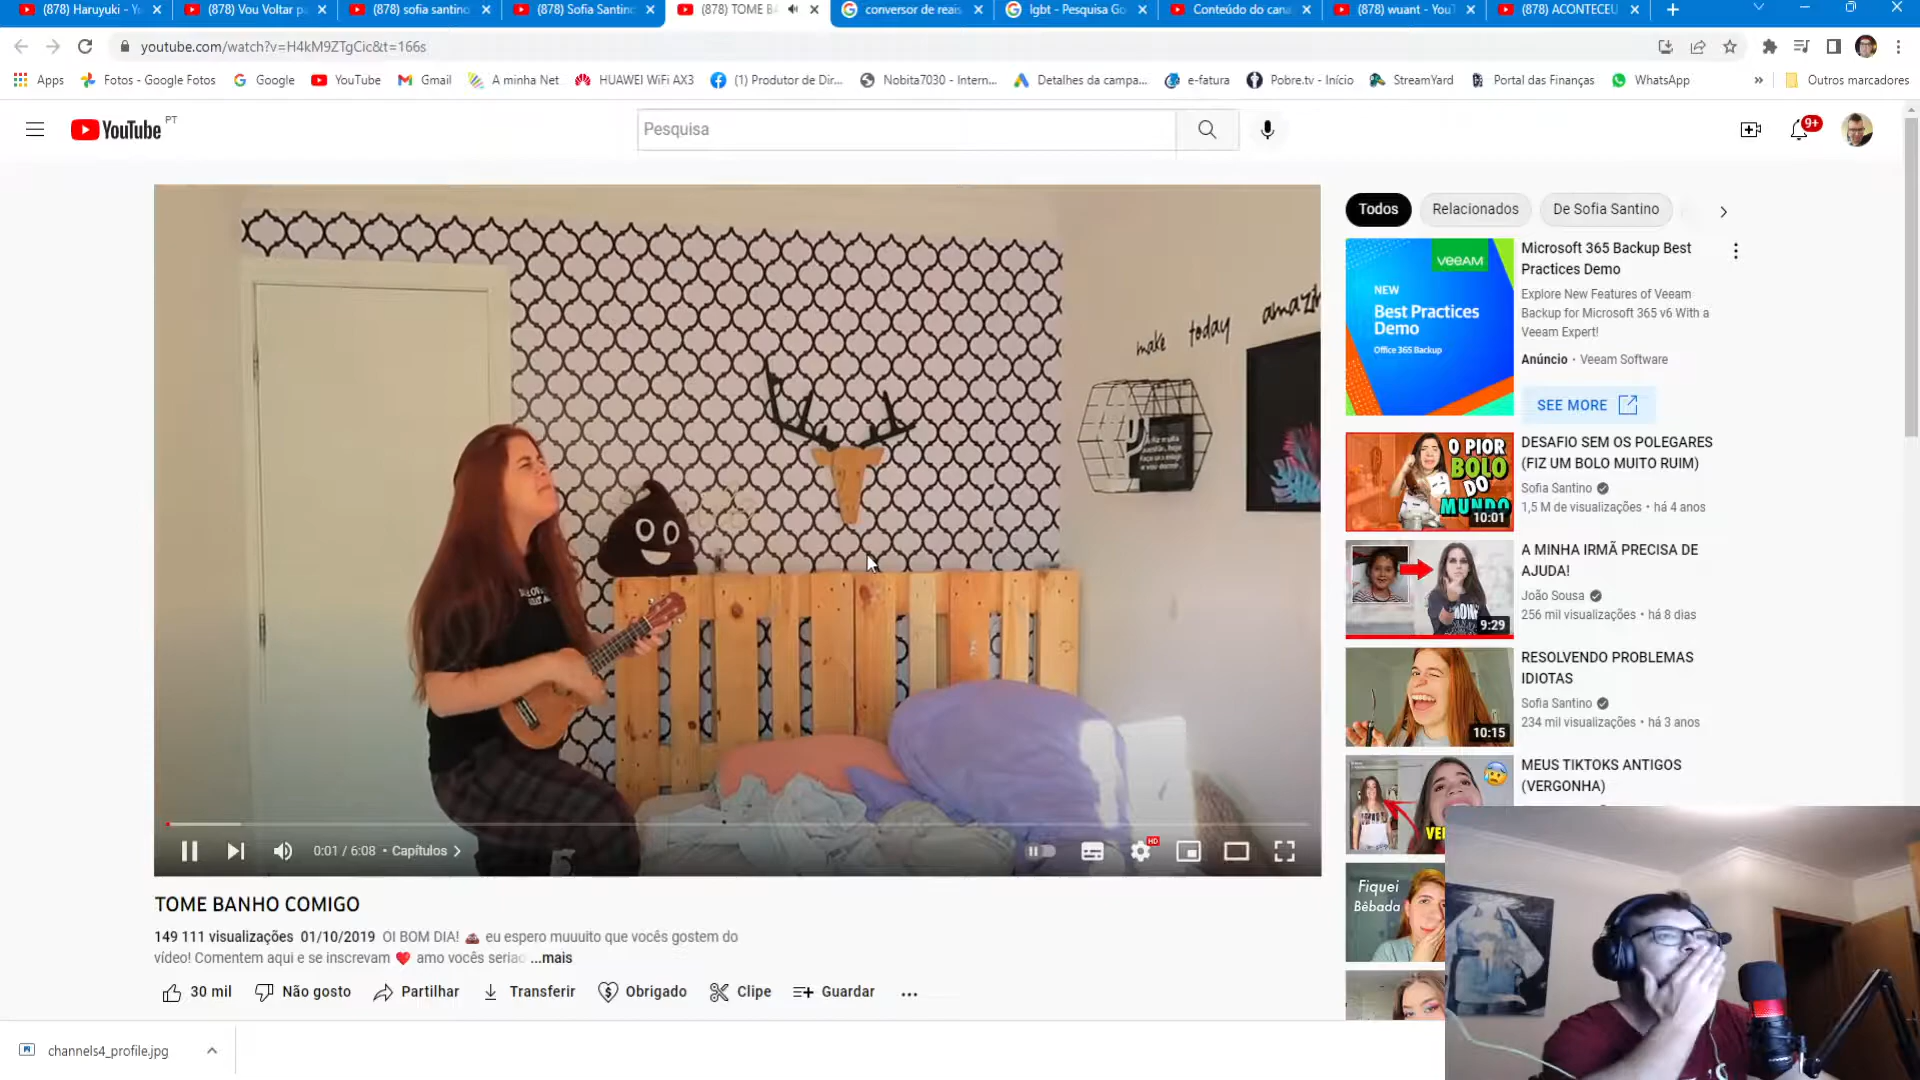 (878) Haruyuki - Y
(878) Vou Voltar p
(878) sofia santino
(878) Sofia Santin
(878) TOME B
conversor de reais
lgbt - Pesquisa Go
Conteúdo do can
(878) wuant - YouT
(878) ACONTECEU
youtube.com/watch?v=H4kM9ZTgCic&t=166s
Apps
Fotos - Google Fotos
Google
YouTube
Gmail
A minha Net
HUAWEI WiFi AX3
(1) Produtor de Dir...
Nobita7030 - Intern...
Detalhes da campa...
e-fatura
Pobre.tv - Início
StreamYard
Portal das Finanças
WhatsApp
»
Outros marcadores
YouTube PT
Pesquisa
9+
make today amazin
Todos
Relacionados
De Sofia Santino
veeAM
NEW
Best Practices
Demo
Office 365 Backup
Microsoft 365 Backup Best
Practices Demo
Explore New Features of Veeam
Backup for Microsoft 365 v6 With a
Veeam Expert!
Anúncio · Veeam Software
SEE MORE
O PIOR
BOLO
DO
MUNDO
10:01
DESAFIO SEM OS POLEGARES
(FIZ UM BOLO MUITO RUIM)
Sofia Santino
1,5 M de visualizações · há 4 anos
9:29
A MINHA IRMÃ PRECISA DE
AJUDA!
João Sousa
256 mil visualizações · há 8 dias
10:15
RESOLVENDO PROBLEMAS
IDIOTAS
Sofia Santino
234 mil visualizações · há 3 anos
MEUS TIKTOKS ANTIGOS
(VERGONHA)
VER
Fiquei
Bêbada
0:01 / 6:08 • Capítulos
HD
TOME BANHO COMIGO
149 111 visualizações 01/10/2019 OI BOM DIA! 💩 eu espero muuuito que vocês gostem do
vídeo! Comentem aqui e se inscrevam ❤️ amo vocês seriao ...mais
30 mil
Não gosto
Partilhar
Transferir
Obrigado
Clipe
Guardar
channels4_profile.jpg